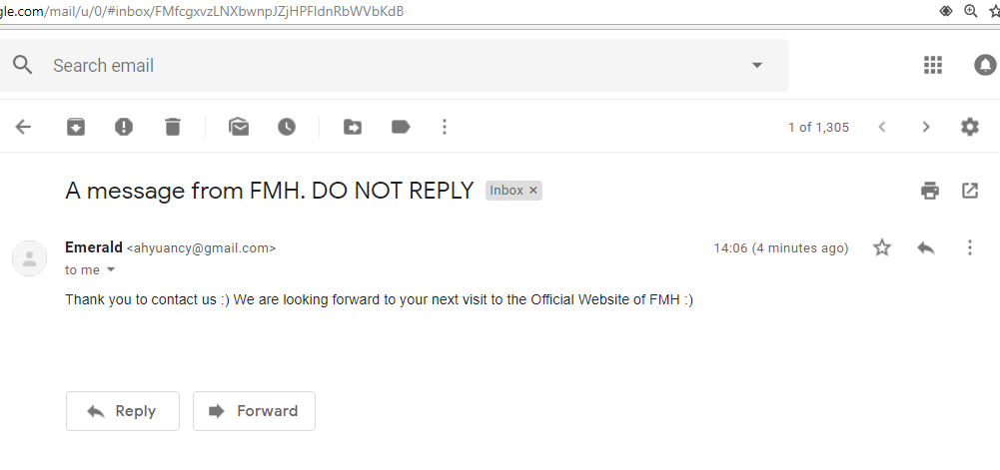 gle.com/mail/u/0/#inbox/FMfcgxvzLNXbwnpJZjHPFldnRbWVbKdB
Search email
1 of 1,305
A message from FMH. DO NOT REPLY Inbox ×
Emerald <ahyuancy@gmail.com> 14:06 (4 minutes ago)
to me
Thank you to contact us :) We are looking forward to your next visit to the Official Website of FMH :)
Reply Forward